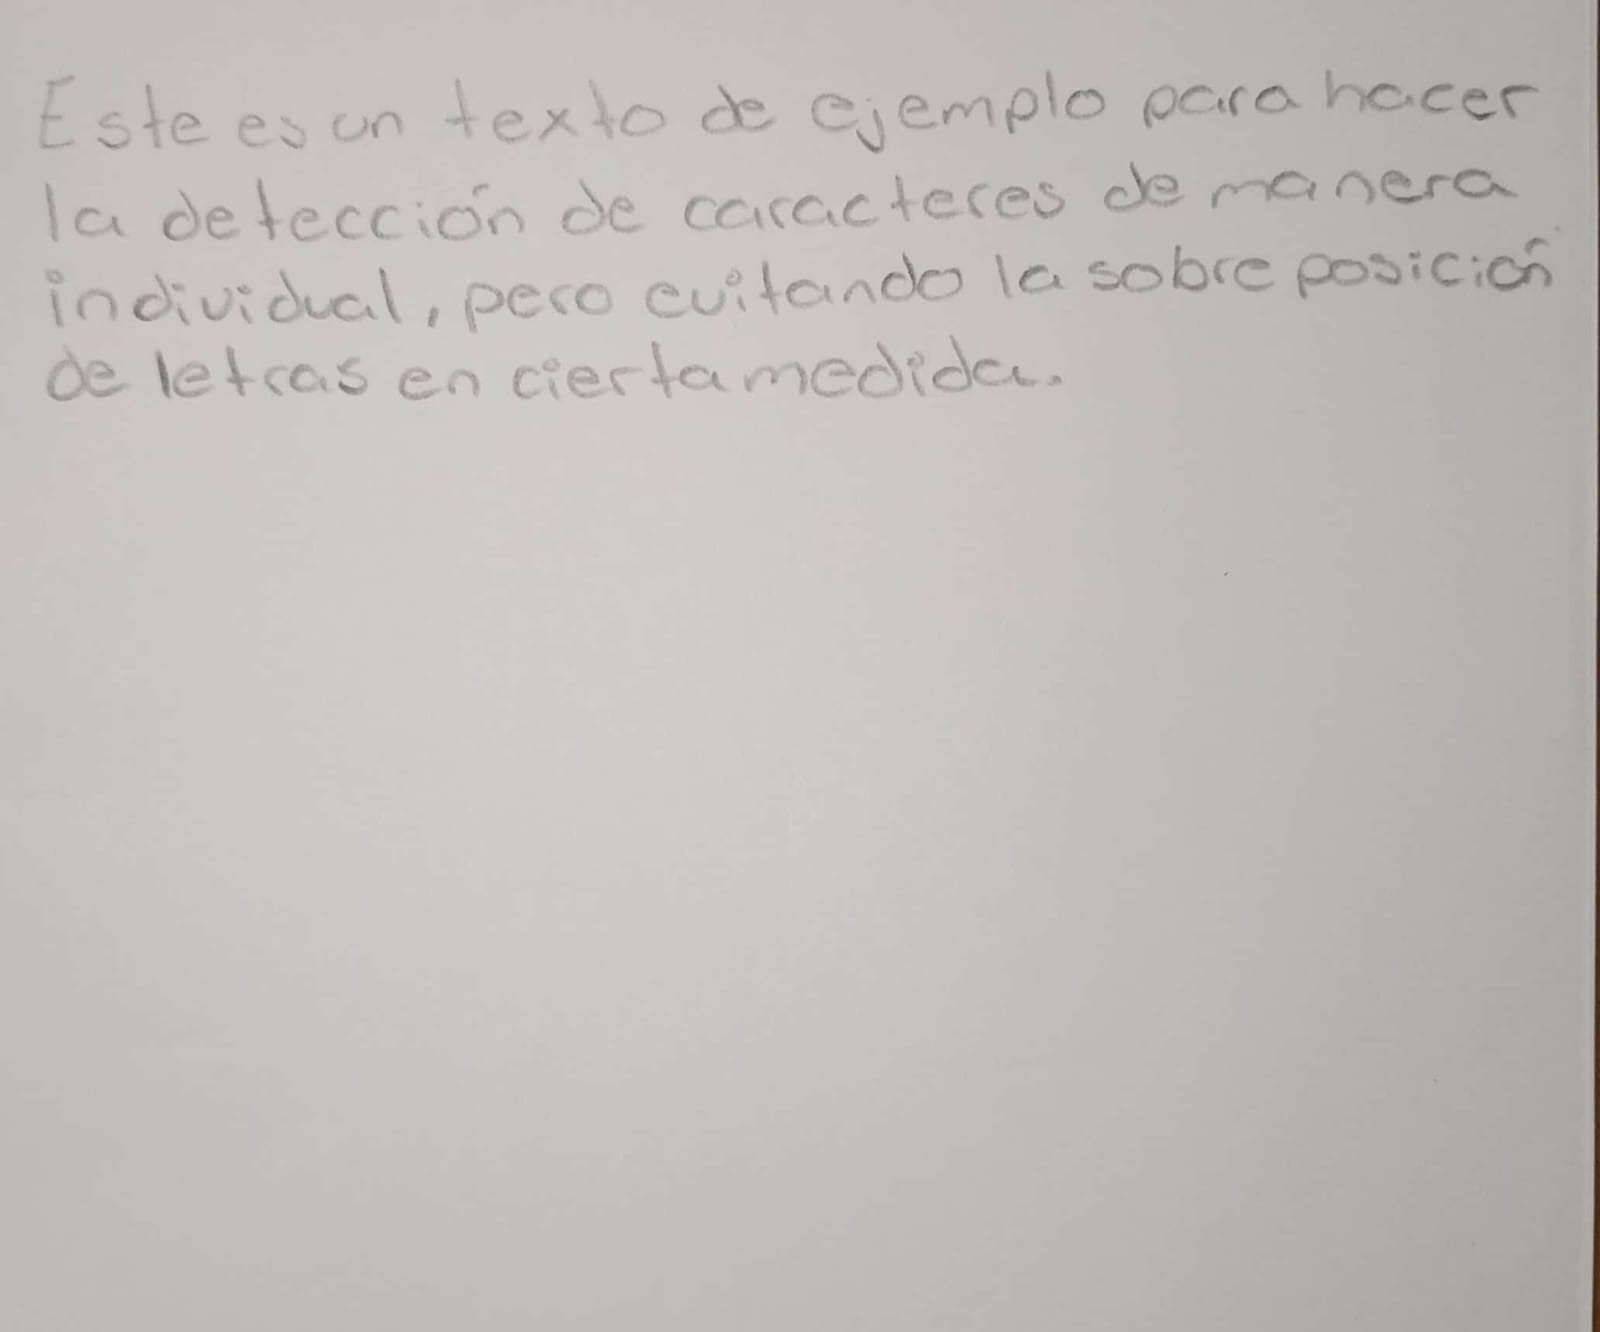 Este es un texto de ejemplo para hacer
la detección de caracteres de manera
individual, pero evitando la sobre posición
de letras en cierta medida.